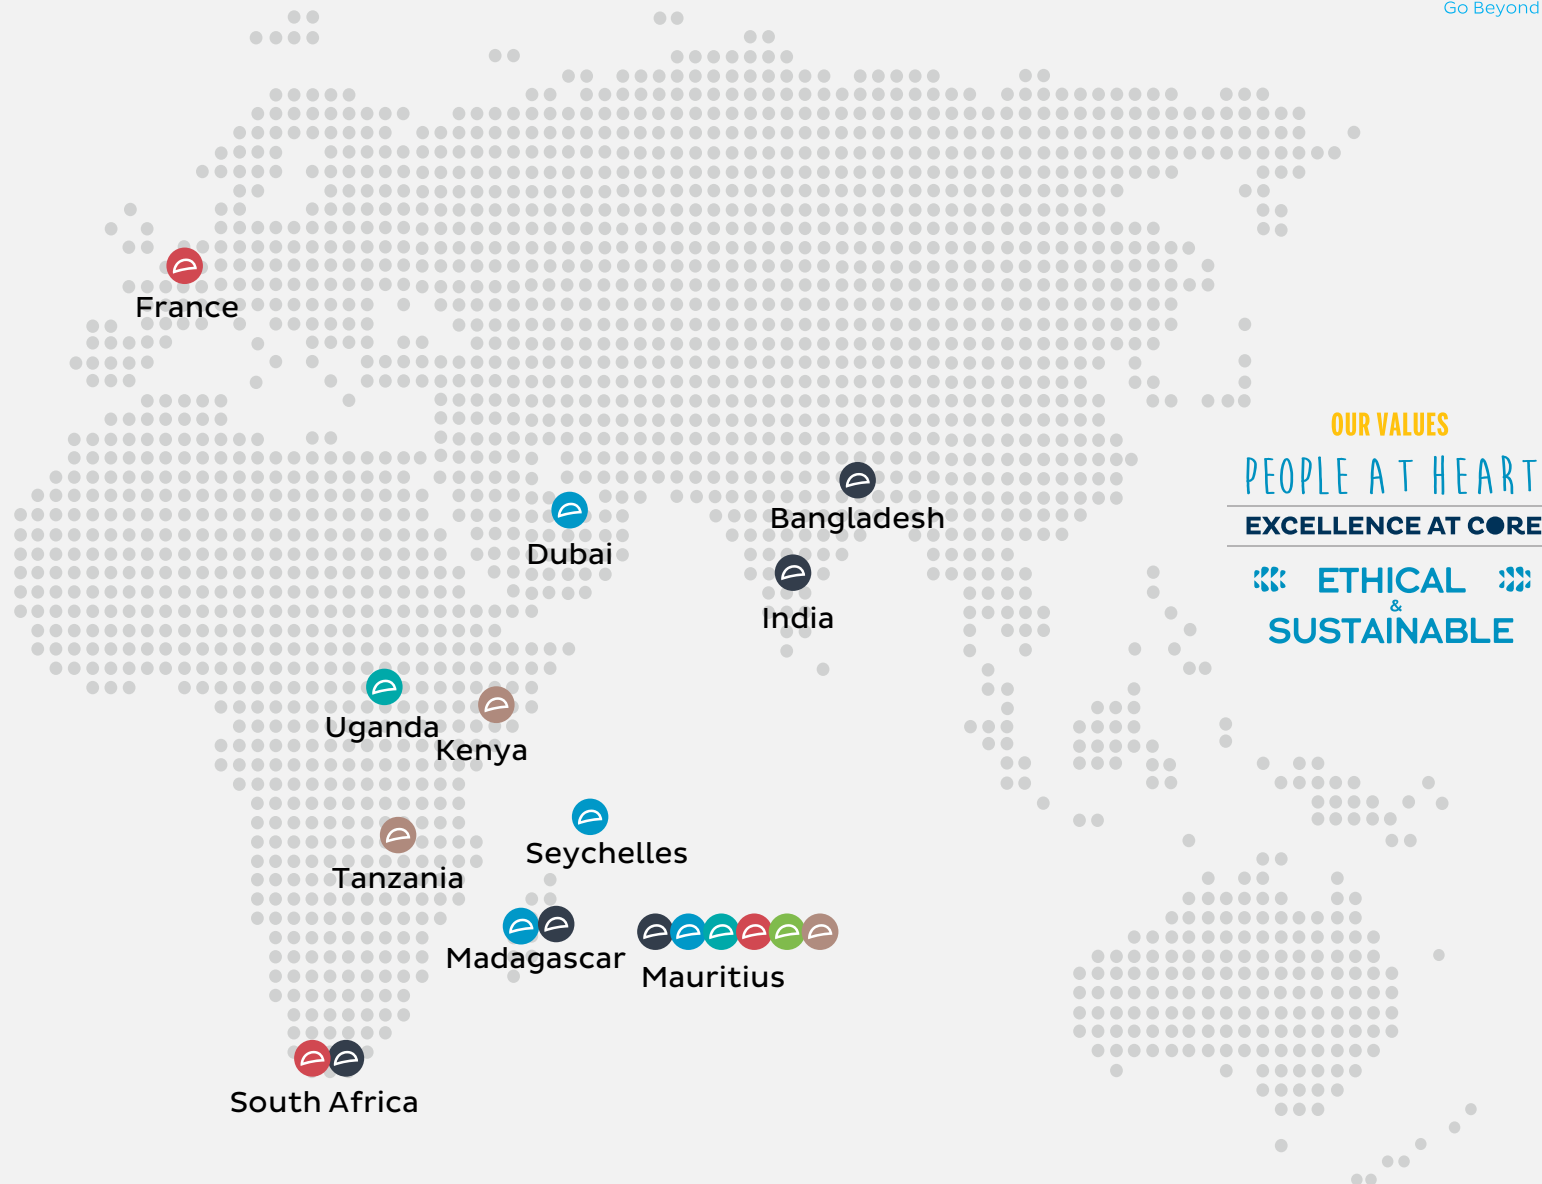 Go Beyond
France
OUR VALUES
PEOPLE AT HEART
EXCELLENCE AT CORE
ETHICAL
&
SUSTAINABLE
Bangladesh
Dubai
India
Uganda
Kenya
Seychelles
Tanzania
Madagascar
Mauritius
South Africa